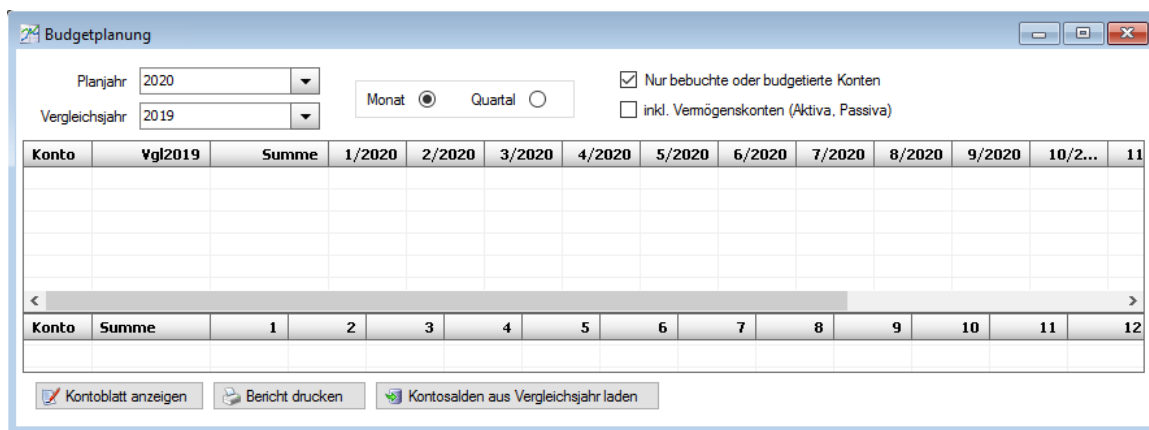 Budgetplanung
Planjahr 2020
Monat Quartal
Nur bebuchte oder budgetierte Konten
Vergleichsjahr 2019
inkl. Vermögenskonten (Aktiva, Passiva)
Konto Vgl2019 Summe 1/2020 2/2020 3/2020 4/2020 5/2020 6/2020 7/2020 8/2020 9/2020 10/2... 11
Konto Summe 1 2 3 4 5 6 7 8 9 10 11 12
Kontoblatt anzeigen Bericht drucken Kontosalden aus Vergleichsjahr laden